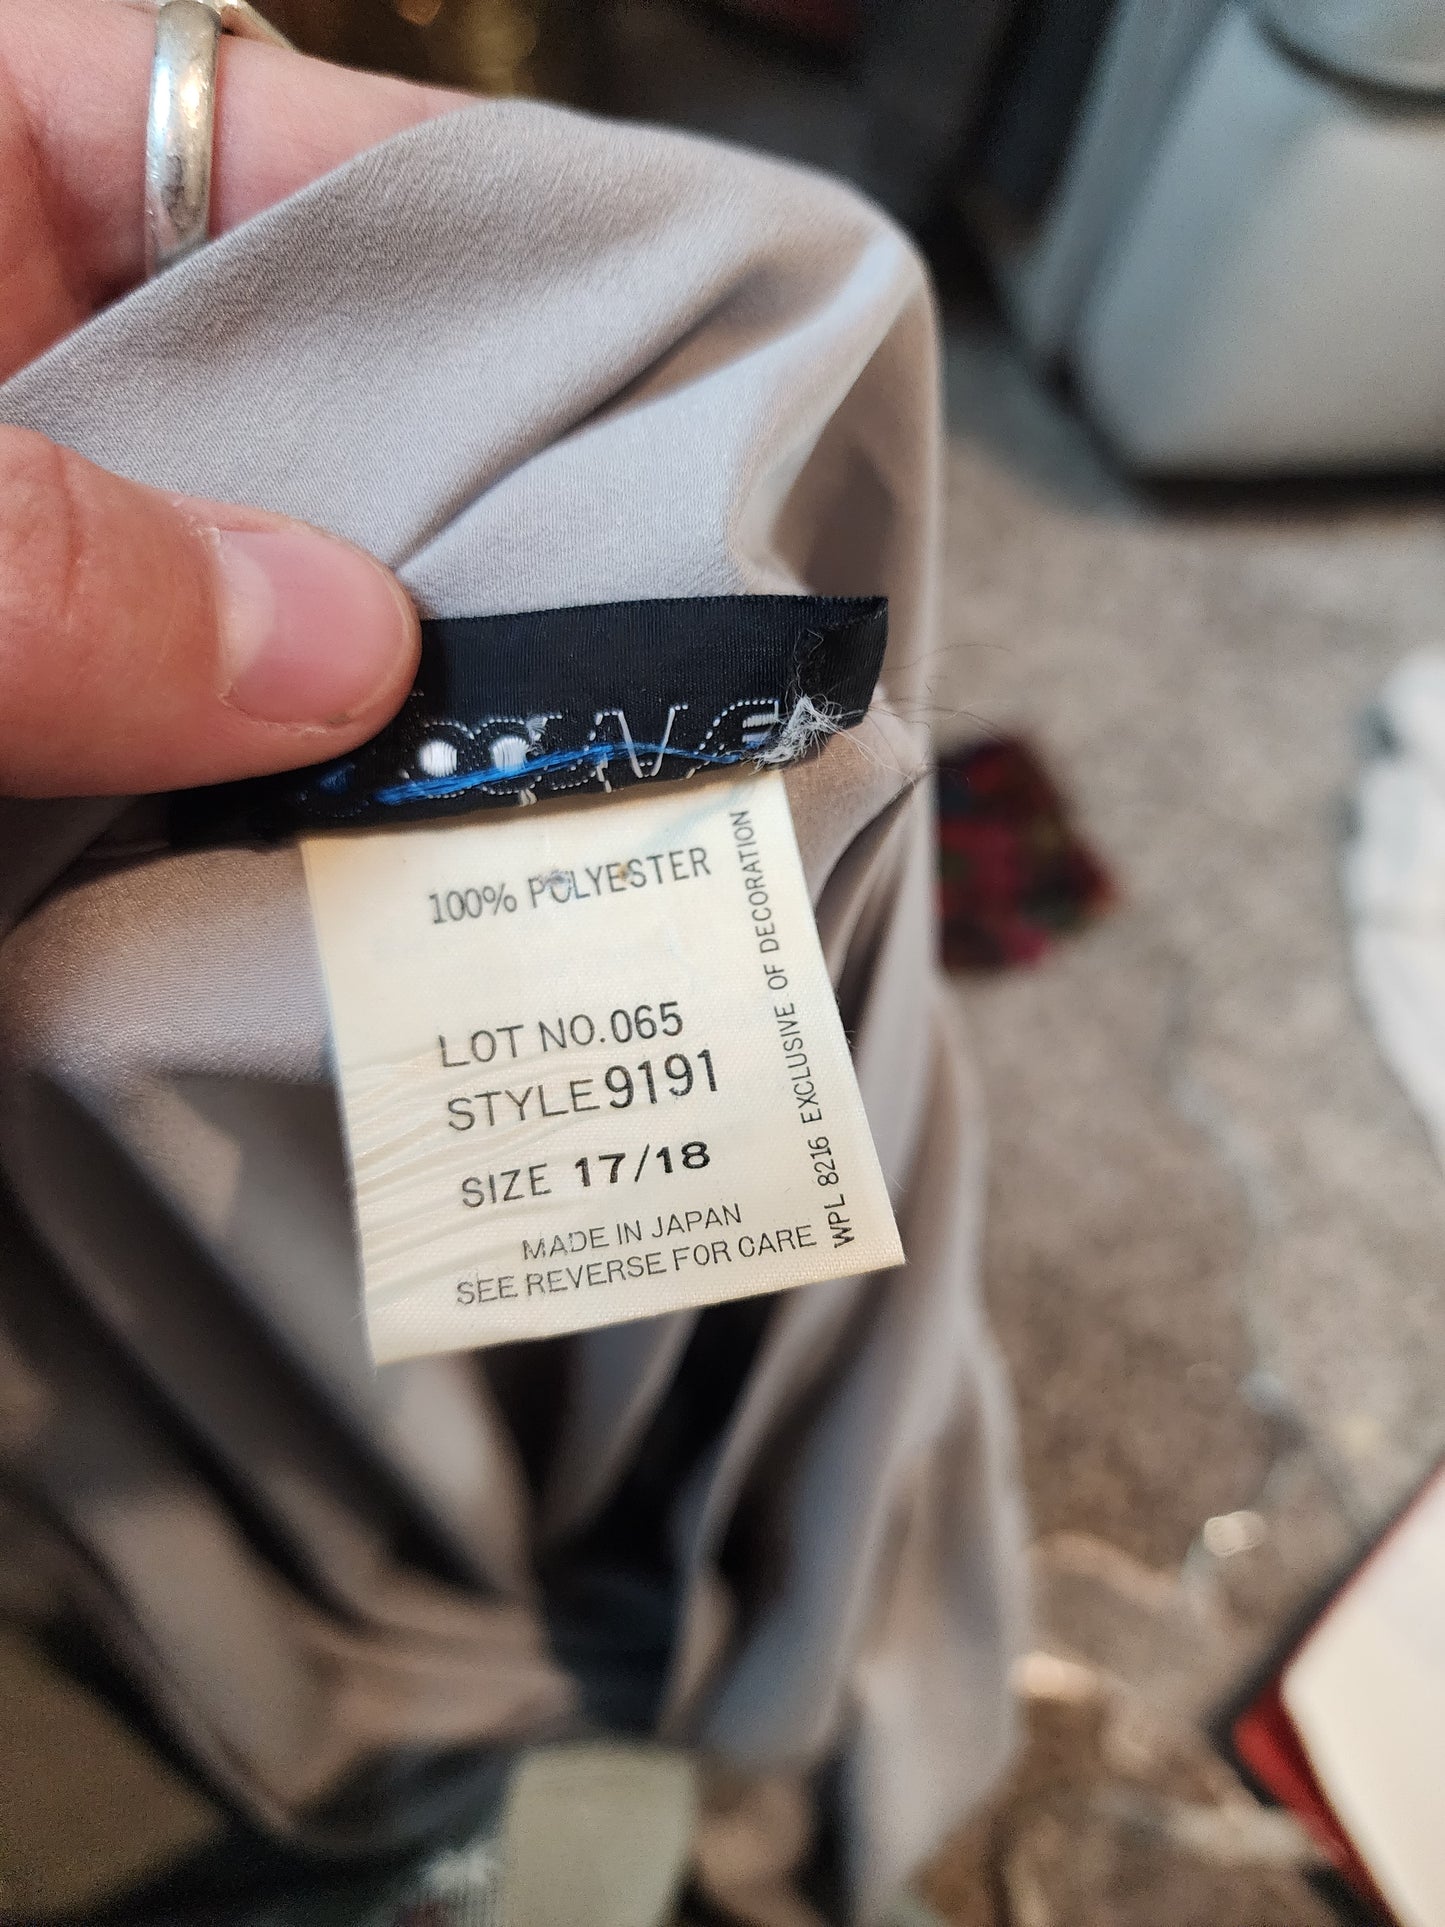 100% POLYESTER
LOT NO.065
STYLE 9191
SIZE 17/18
MADE IN JAPAN
SEE REVERSE FOR CARE
WPL 8216 EXCLUSIVE OF DECORATION